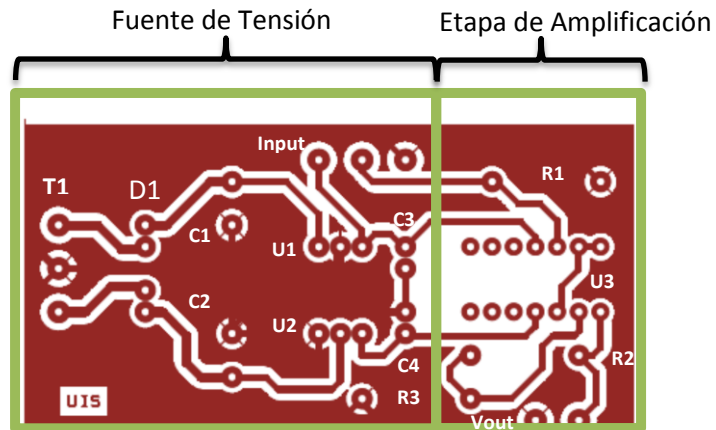 Fuente de Tensión
Etapa de Amplificación
Input
T1
D1
R1
C1
C3
U1
U3
C2
U2
C4
R2
R3
UIS
Vout